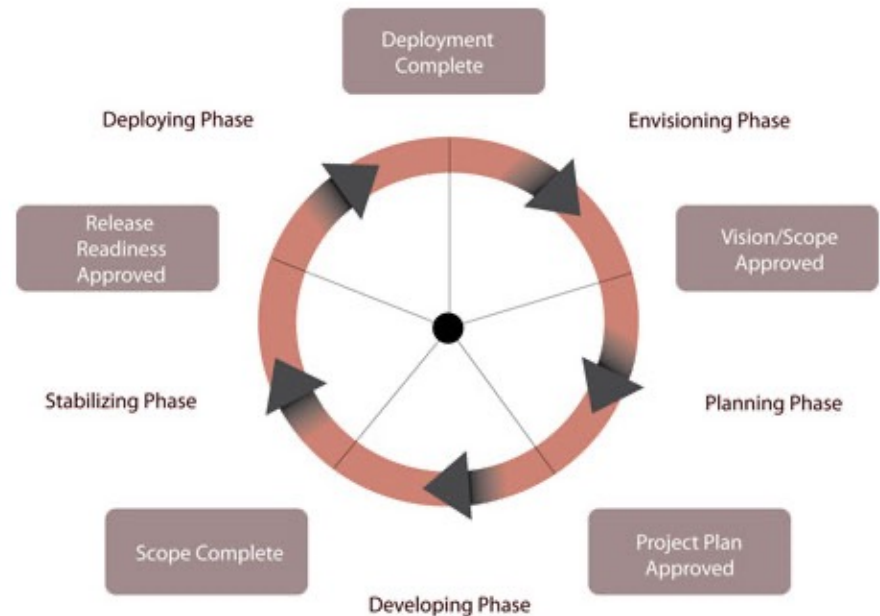 Deployment
Complete
Deploying Phase
Envisioning Phase
Release
Readiness
Approved
Vision/Scope
Approved
Stabilizing Phase
Planning Phase
Scope Complete
Project Plan
Approved
Developing Phase